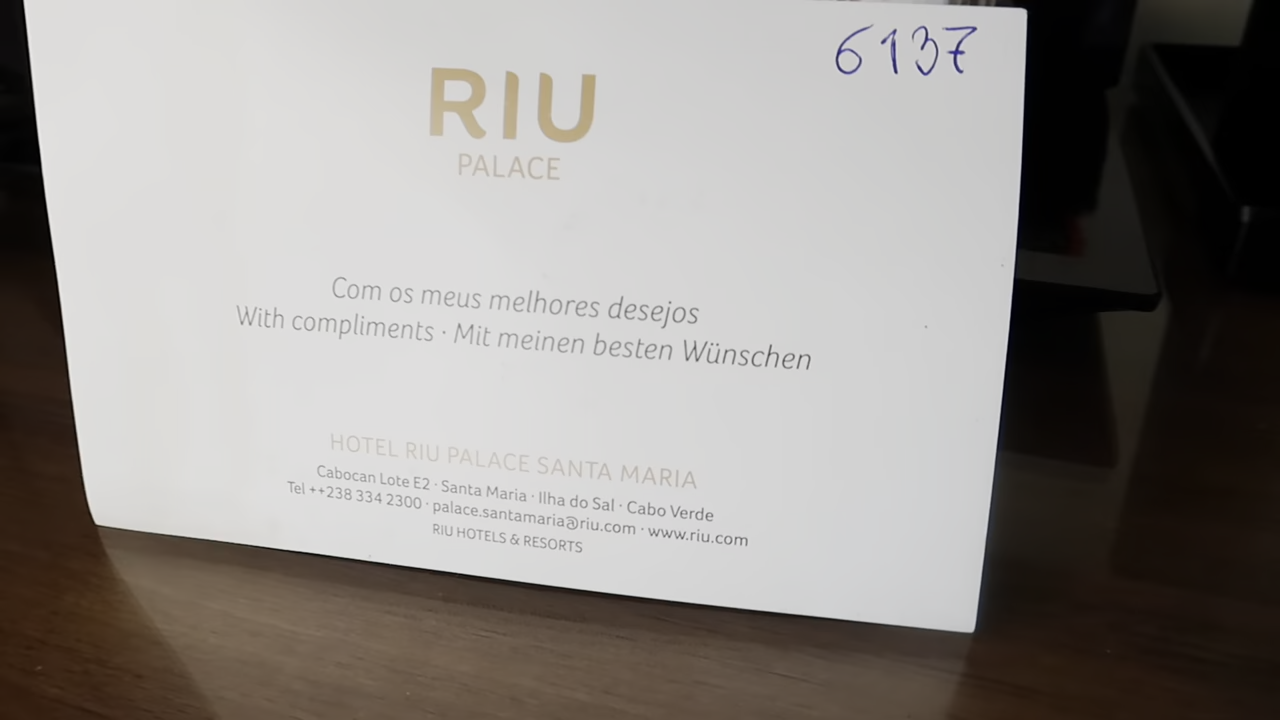 6137
RIU
PALACE
Com os meus melhores desejos
With compliments · Mit meinen besten Wünschen
HOTEL RIU PALACE SANTA MARIA
Cabocan Lote E2 · Santa Maria · Ilha do Sal · Cabo Verde
Tel ++238 334 2300 · palace.santamaria@riu.com · www.riu.com
RIU HOTELS & RESORTS